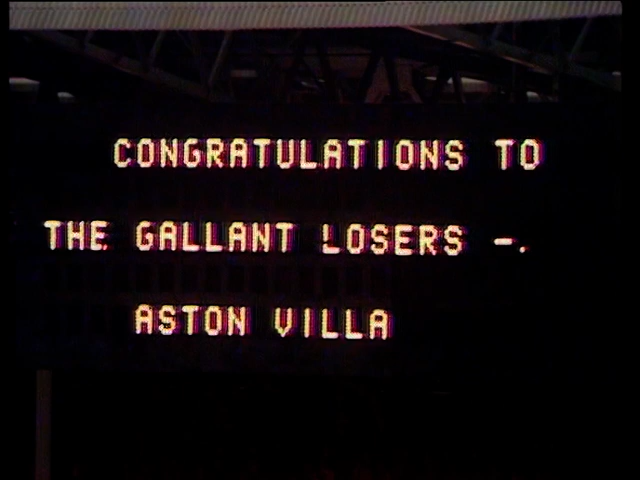 CONGRATULATIONS TO
THE GALLANT LOSERS -.
ASTON VILLA